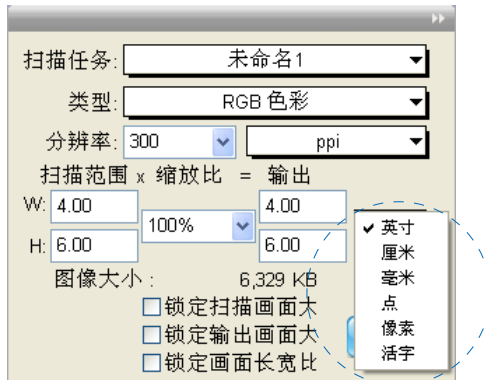 扫描任务: 未命名1
类型: RGB 色彩
分辨率: 300 ppi
扫描范围 x 缩放比 = 输出
W: 4.00 100% 4.00
H: 6.00 6.00
英寸
厘米
毫米
点
像素
活字
图像大小: 6,329 KB
锁定扫描画面大
锁定输出画面大
锁定画面长宽比